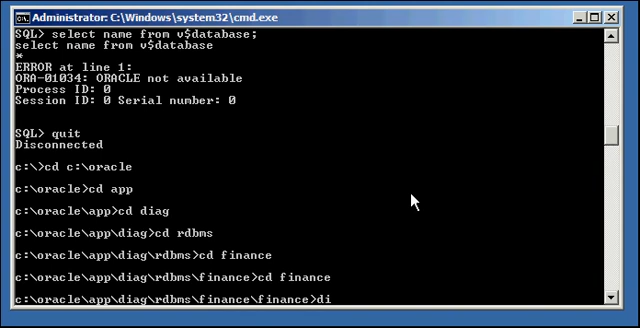 Administrator: C:\Windows\system32\cmd.exe
SQL> select name from v$database;
select name from v$database
*
ERROR at line 1:
ORA-01034: ORACLE not available
Process ID: 0
Session ID: 0 Serial number: 0
SQL> quit
Disconnected
c:\>cd c:\oracle
c:\oracle>cd app
c:\oracle\app>cd diag
c:\oracle\app\diag>cd rdbms
c:\oracle\app\diag\rdbms>cd finance
c:\oracle\app\diag\rdbms\finance>cd finance
c:\oracle\app\diag\rdbms\finance\finance>di